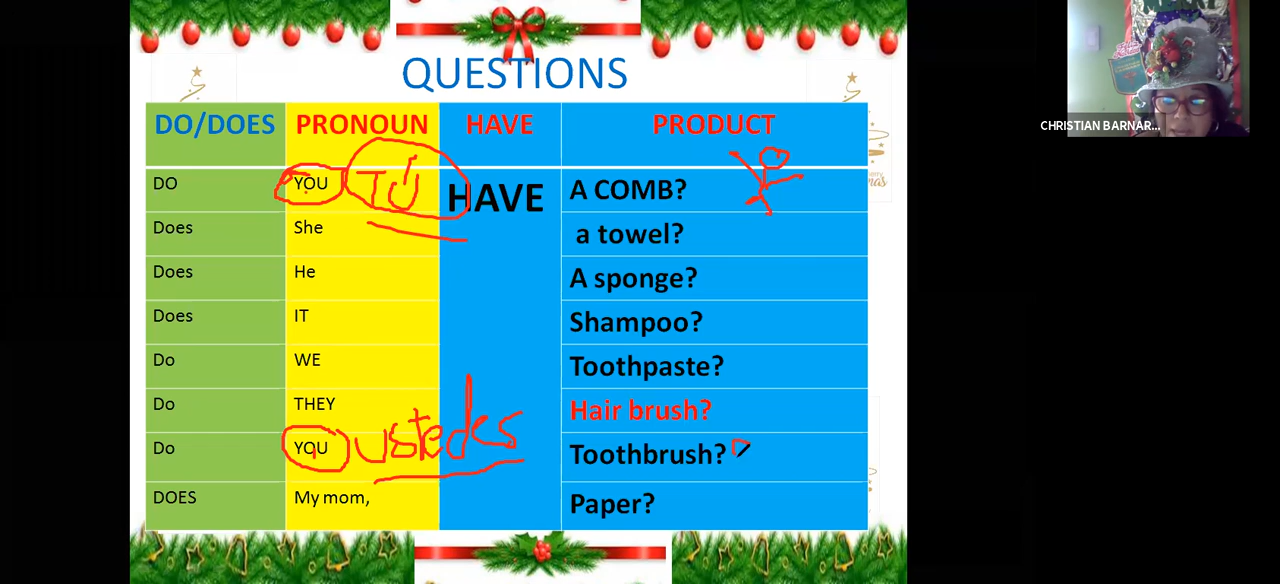 QUESTIONS
CHRISTIAN BARNAR...
DO/DOES PRONOUN HAVE PRODUCT
DO YOU TÚ HAVE A COMB?
Does She a towel?
Does He A sponge?
Does IT Shampoo?
Do WE Toothpaste?
Do THEY Hair brush?
Do YOU ustedes Toothbrush?
DOES My mom, Paper?